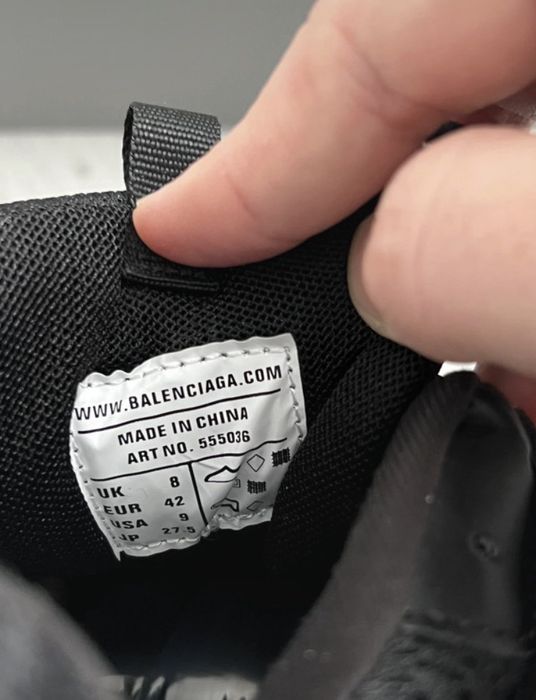 WWW.BALENCIAGA.COM
MADE IN CHINA
ART NO. 555036
UK 8
EUR 42
USA 9
JP 27.5